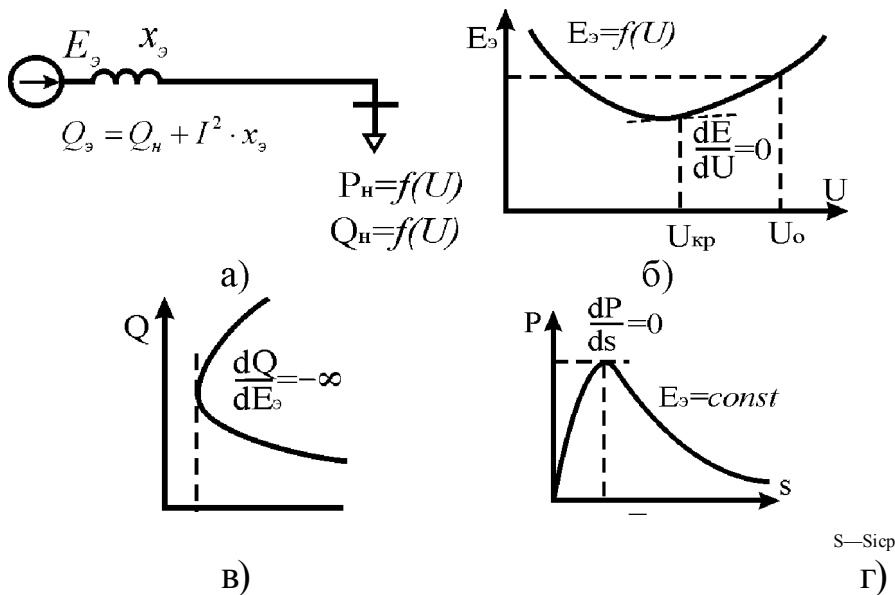 Eэ xэ
Qэ = Qн + I² · xэ
Pн=f(U)
Qн=f(U)
а)
Eэ
Eэ=f(U)
dE/dU=0
U
Uкр Uо
б)
Q
dQ/dEэ=−∞
в)
P
dP/ds=0
Eэ=const
s
S—Sicp
г)